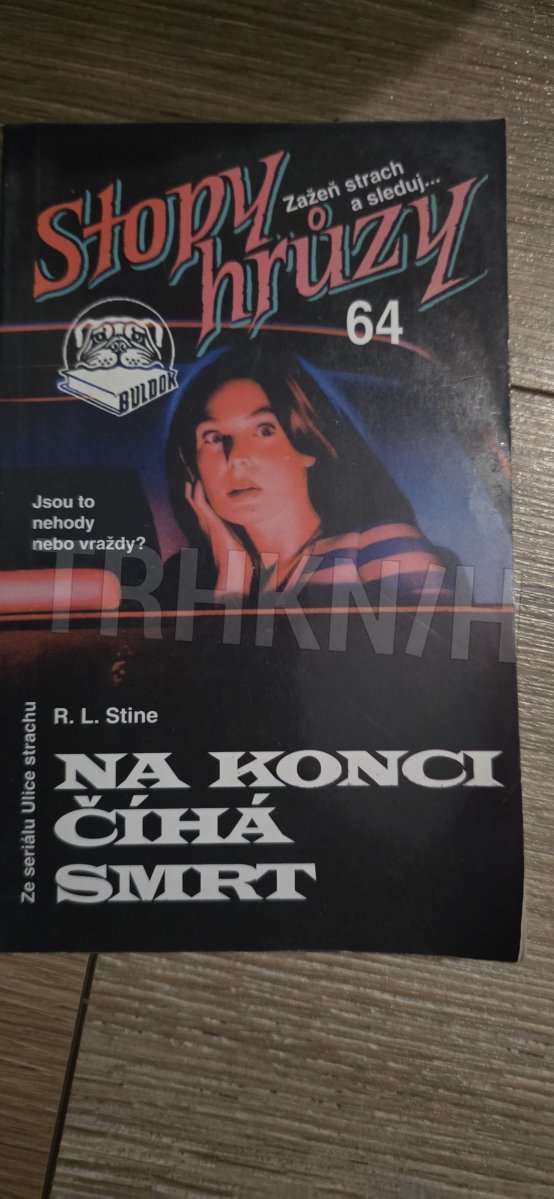 Stopy
hrůzy
Zažeň strach
a sleduj...
64
BULDOK
Jsou to
nehody
nebo vraždy?
TRHKNIH
R. L. Stine
Ze seriálu Ulice strachu
NA KONCI
ČÍHÁ
SMRT